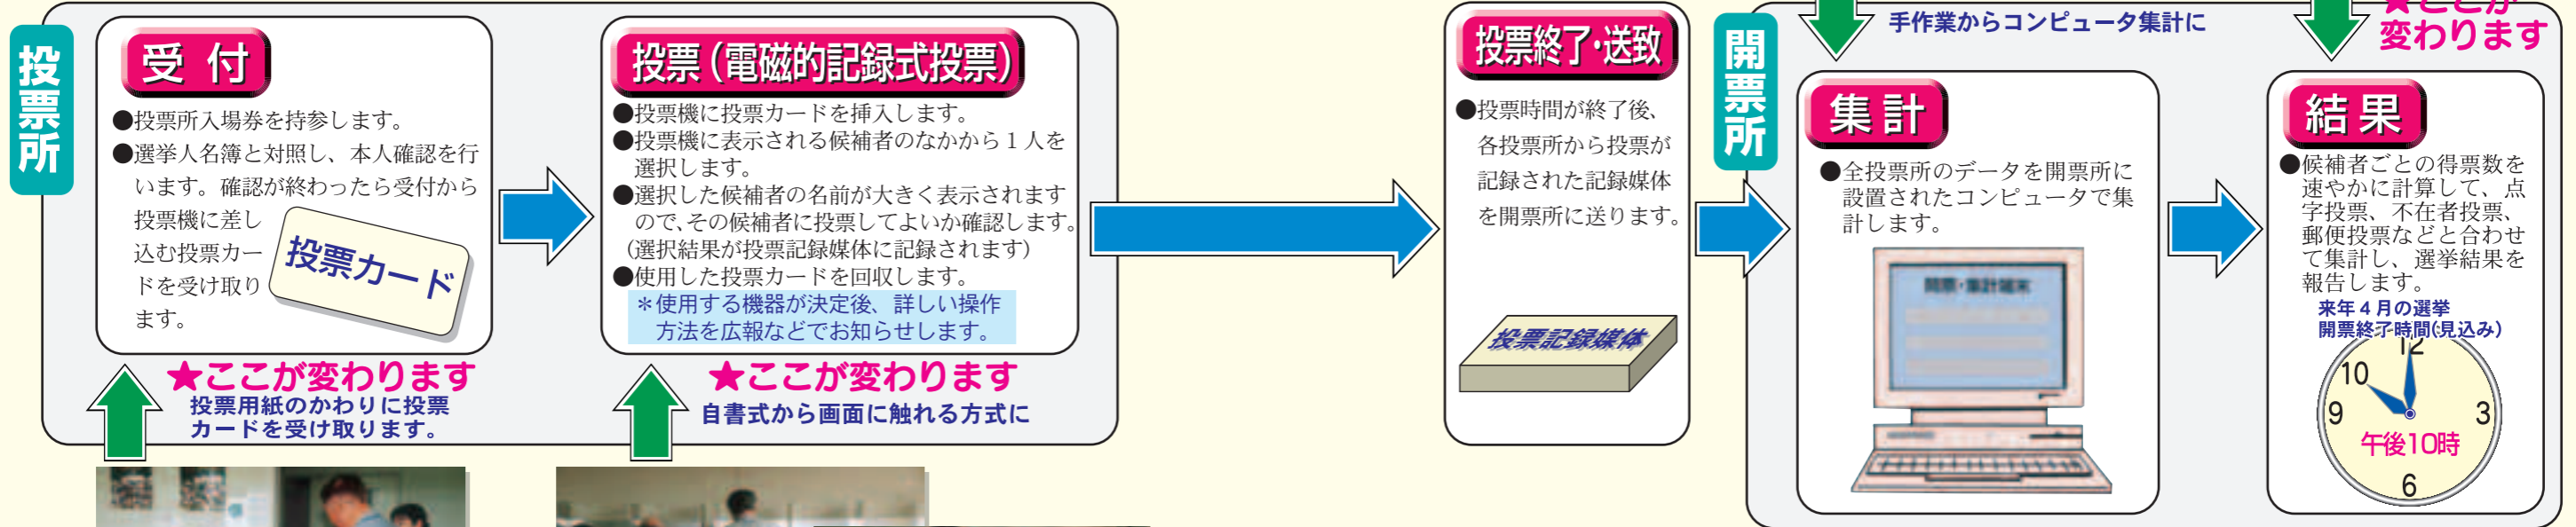 投票所
受付
●投票所入場券を持参します。
●選挙人名簿と対照し、本人確認を行
います。確認が終わったら受付から
投票機に差し
込む投票カー
ドを受け取り
ます。
投票カード
★ここが変わります
投票用紙のかわりに投票
カードを受け取ります。
投票（電磁的記録式投票）
●投票機に投票カードを挿入します。
●投票機に表示される候補者のなかから１人を
選択します。
●選択した候補者の名前が大きく表示されます
ので、その候補者に投票してよいか確認します。
（選択結果が投票記録媒体に記録されます）
●使用した投票カードを回収します。
＊使用する機器が決定後、詳しい操作
方法を広報などでお知らせします。
★ここが変わります
自書式から画面に触れる方式に
投票終了・送致
●投票時間が終了後、
各投票所から投票が
記録された記録媒体
を開票所に送ります。
投票記録媒体
開票所
手作業からコンピュータ集計に
集計
●全投票所のデータを開票所に
設置されたコンピュータで集
計します。
開票・集計端末
★ここが
変わります
結果
●候補者ごとの得票数を
速やかに計算して、点
字投票、不在者投票、
郵便投票などと合わせ
て集計し、選挙結果を
報告します。
来年４月の選挙
開票終了時間（見込み）
12
10
9
3
午後10時
6